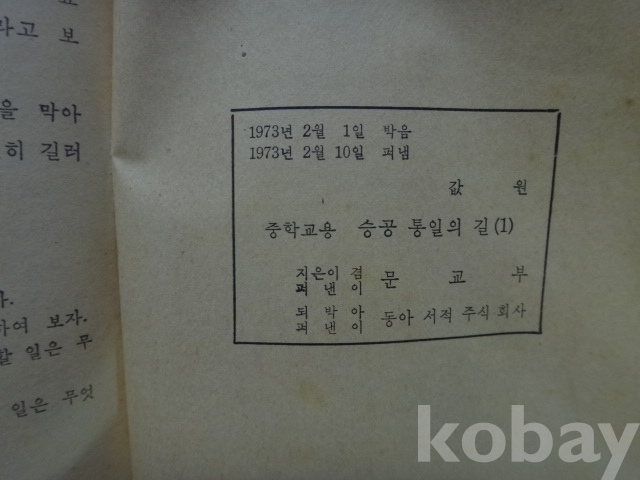 라고 보
을 막아
히 길러
하여 보자.
할 일은 무
일은 무엇
1973년 2월 1일 박음
1973년 2월 10일 펴냄
값 원
중학교용 승공 통일의 길 (1)
지은이 겸
펴 낸 이 문 교 부
되 박 아
펴 낸 이 동아 서적 주식 회사
kobay